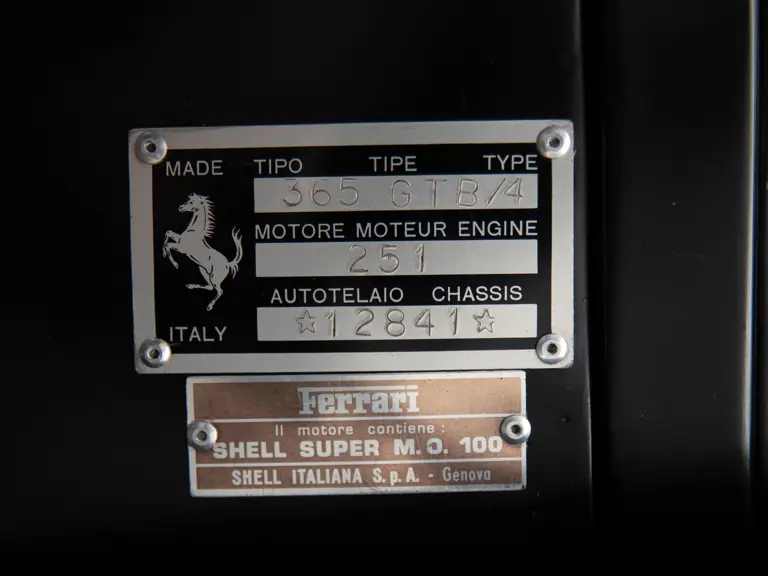 MADE TIPO TIPE TYPE
365 GTB/4
MOTORE MOTEUR ENGINE
251
AUTOTELAIO CHASSIS
☆12841☆
ITALY
Ferrari
Il motore contiene:
SHELL SUPER M.O. 100
SHELL ITALIANA S.p.A. - Genova